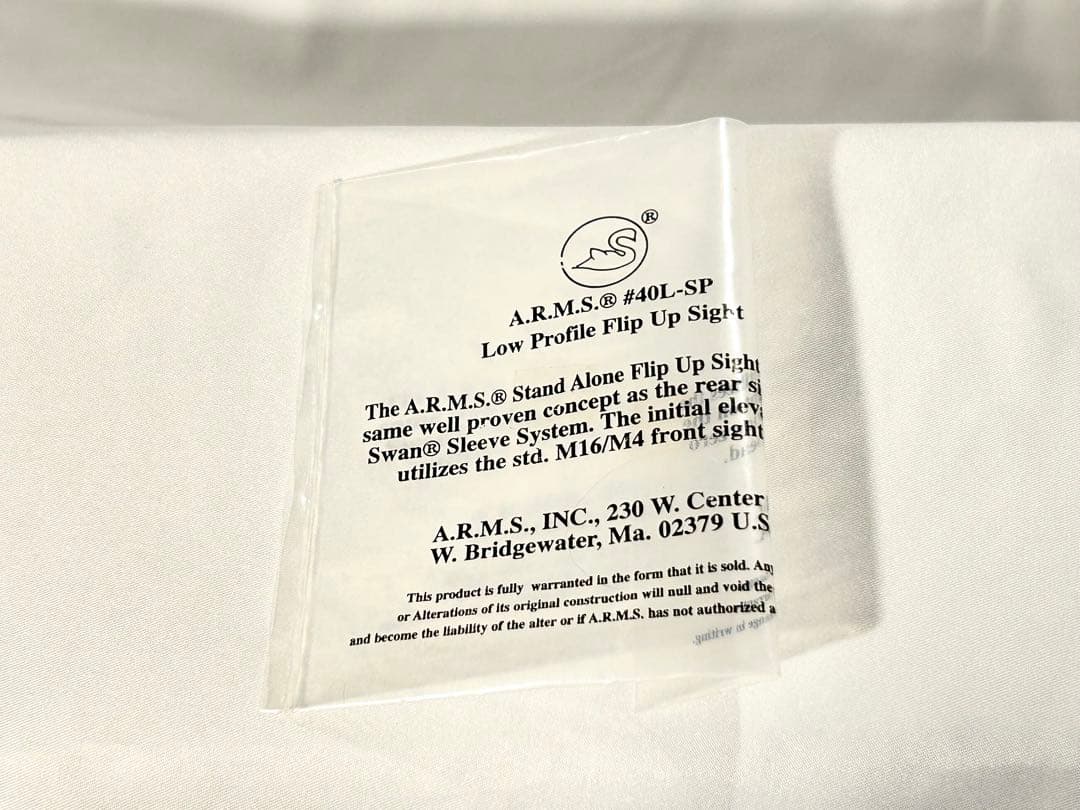 ®
A.R.M.S.® #40L-SP
Low Profile Flip Up Sight
The A.R.M.S.® Stand Alone Flip Up Sight
same well proven concept as the rear si
Swan® Sleeve System. The initial elev
utilizes the std. M16/M4 front sight
A.R.M.S., INC., 230 W. Center
W. Bridgewater, Ma. 02379 U.S
This product is fully warranted in the form that it is sold. Any
or Alterations of its original construction will null and void the
and become the liability of the alter or if A.R.M.S. has not authorized a